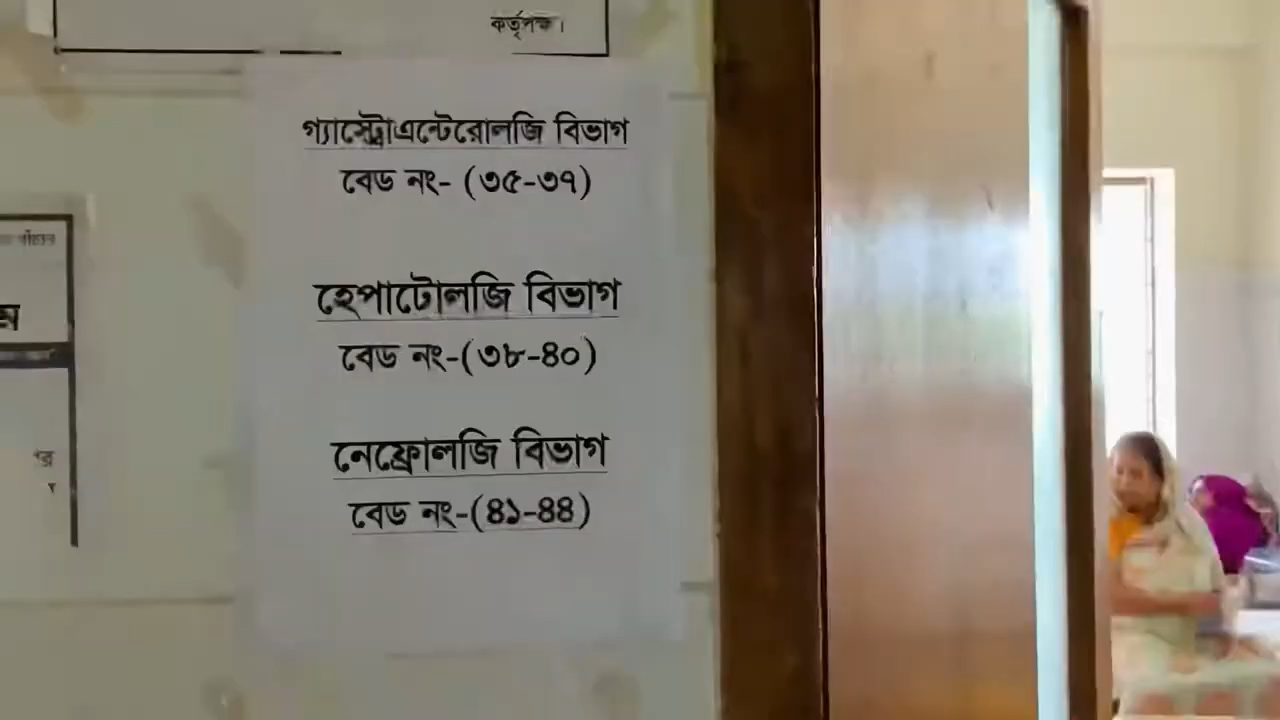 কর্তৃপক্ষ।
গ্যাস্ট্রোএন্টেরোলজি বিভাগ
বেড নং- (৩৫-৩৭)
হেপাটোলজি বিভাগ
বেড নং-(৩৮-৪০)
নেফ্রোলজি বিভাগ
বেড নং-(৪১-৪৪)